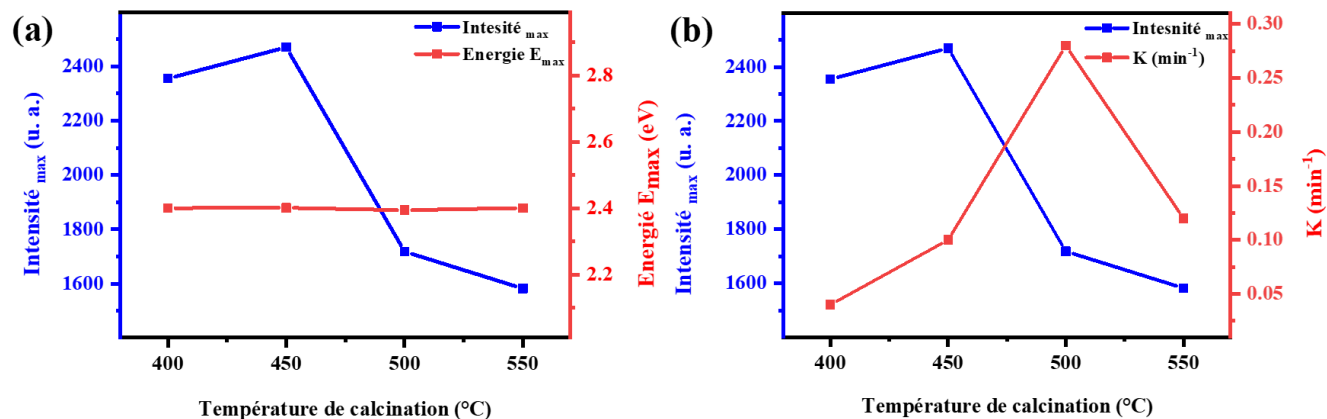 (a)
Intesité max
Energie Emax
2400
2200
2000
1800
1600
Intensité max (u. a.)
2.8
2.6
2.4
2.2
Energié Emax (eV)
400 450 500 550
Température de calcination (°C)
(b)
Intesnité max
K (min-1)
2400
2200
2000
1800
1600
Intensité max (u. a.)
0.30
0.25
0.20
0.15
0.10
0.05
K (min-1)
400 450 500 550
Température de calcination (°C)